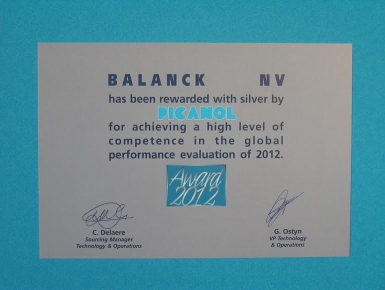 BALANCK NV
has been rewarded with silver by
PICANOL
for achieving a high level of
competence in the global
performance evaluation of 2012.
Award
2012
C. Delaere
Sourcing Manager
Technology & Operations
G. Ostyn
VP Technology
& Operations